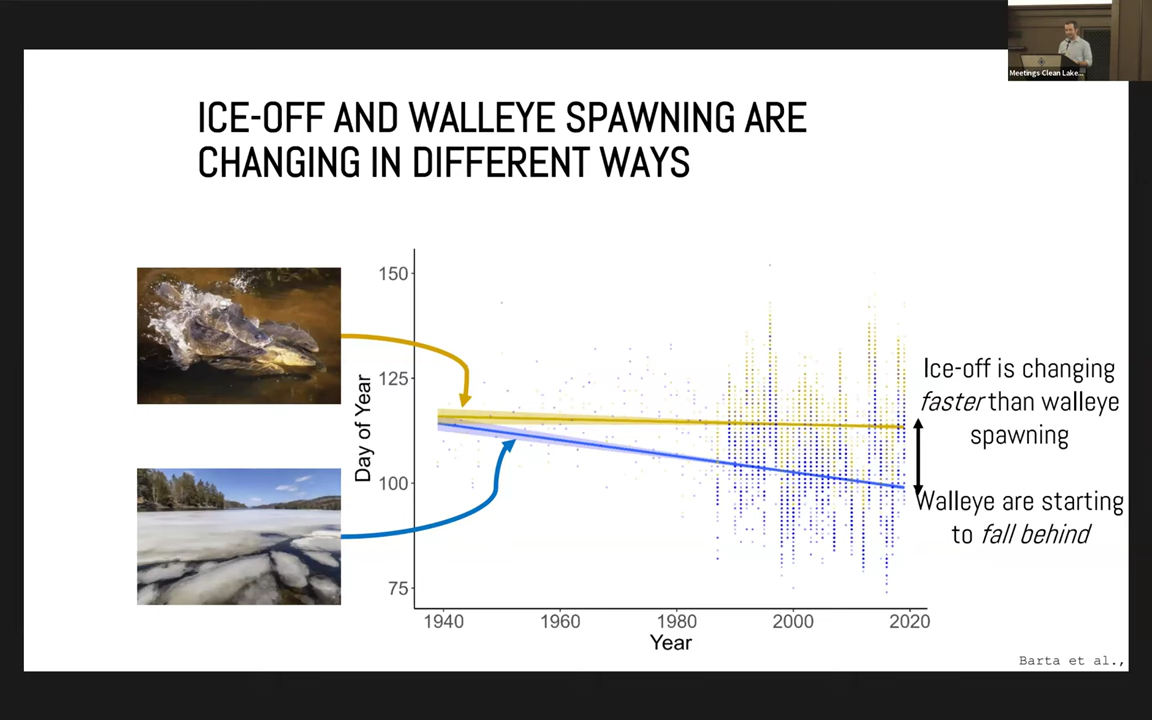 Meetings Clean Lake...
ICE-OFF AND WALLEYE SPAWNING ARE
CHANGING IN DIFFERENT WAYS
150
125
100
75
Day of Year
1940
1960
1980
2000
2020
Year
Ice-off is changing
faster than walleye
spawning
Walleye are starting
to fall behind
Barta et al.,